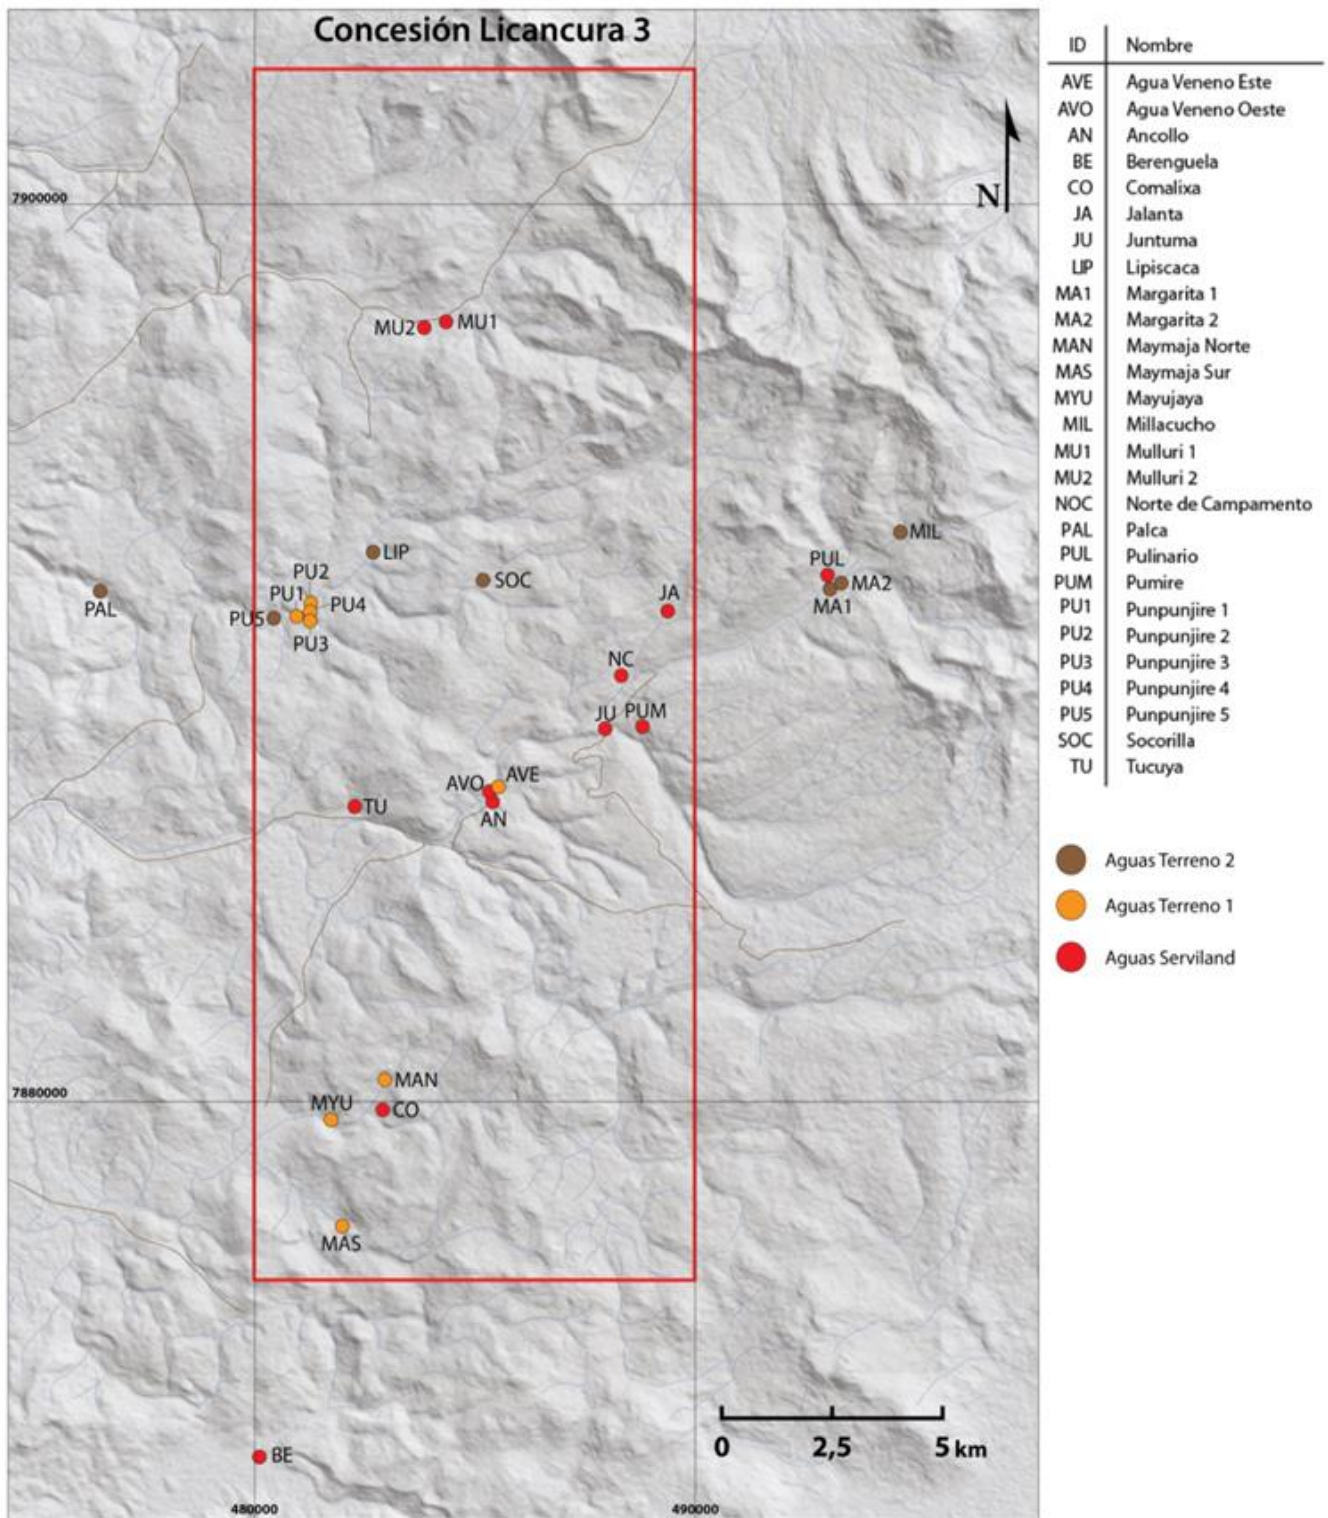 Concesión Licancura 3
7900000
N
MU2
MU1
MIL
LIP
PUL
PU2
SOC
MA2
PU1
PU4
JA
MA1
PAL
PU5
PU3
NC
JU
PUM
AVE
AVO
TU
AN
7880000
MAN
MYU
CO
MAS
0
2,5
5 km
BE
480000
490000
ID Nombre
AVE Agua Veneno Este
AVO Agua Veneno Oeste
AN Ancollo
BE Berenguela
CO Comalixa
JA Jalanta
JU Juntuma
LIP Lipiscaca
MA1 Margarita 1
MA2 Margarita 2
MAN Maymaja Norte
MAS Maymaja Sur
MYU Mayujaya
MIL Millacucho
MU1 Mulluri 1
MU2 Mulluri 2
NOC Norte de Campamento
PAL Palca
PUL Pulinario
PUM Pumire
PU1 Punpunjire 1
PU2 Punpunjire 2
PU3 Punpunjire 3
PU4 Punpunjire 4
PU5 Punpunjire 5
SOC Socorilla
TU Tucuya
Aguas Terreno 2
Aguas Terreno 1
Aguas Serviland